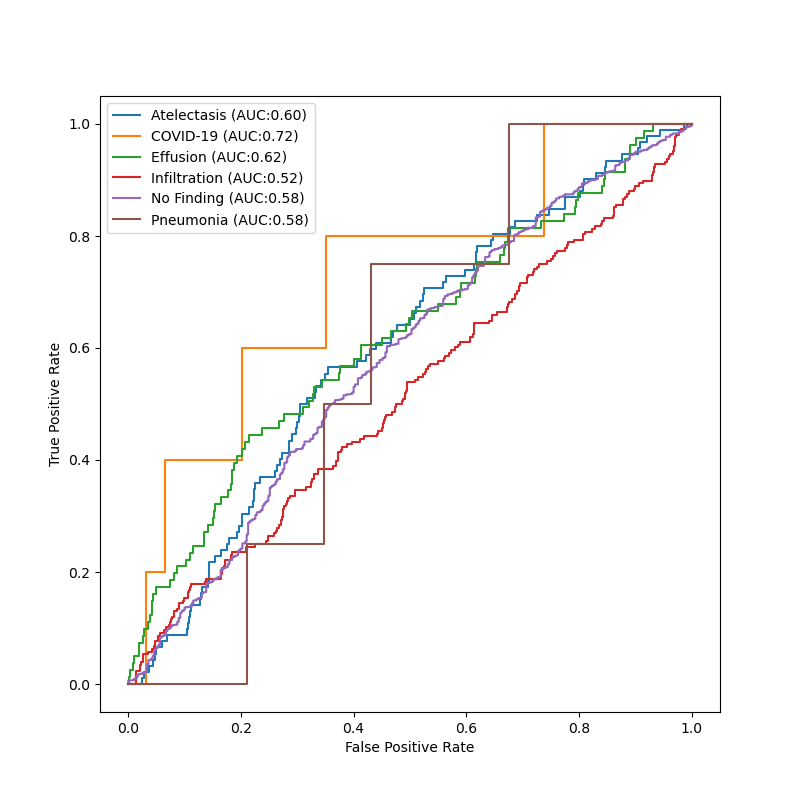 Atelectasis (AUC:0.60)
COVID-19 (AUC:0.72)
Effusion (AUC:0.62)
Infiltration (AUC:0.52)
No Finding (AUC:0.58)
Pneumonia (AUC:0.58)
1.0
0.8
0.6
0.4
0.2
0.0
True Positive Rate
0.0 0.2 0.4 0.6 0.8 1.0
False Positive Rate